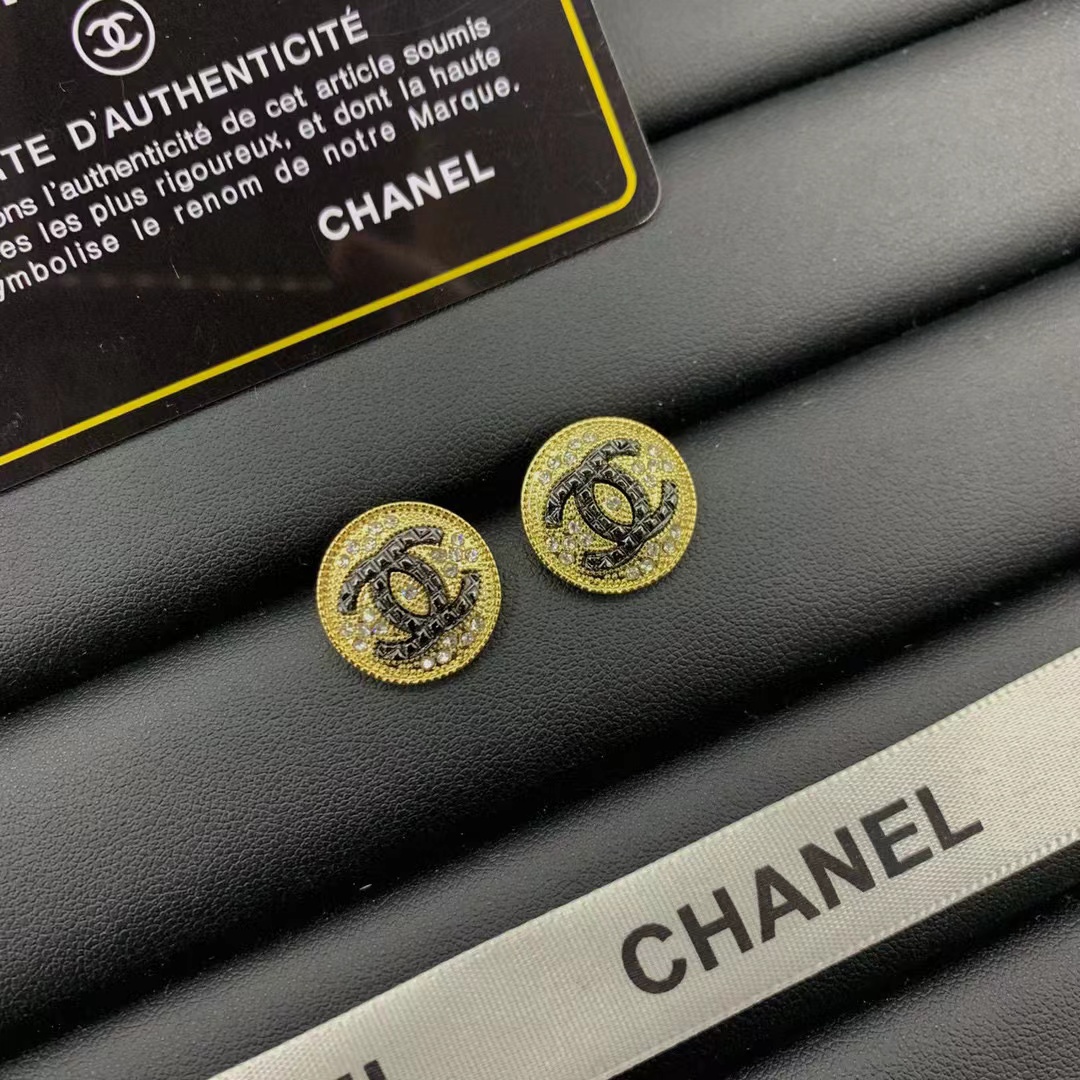 ATE D'AUTHENTICITÉ
ons l'authenticité de cet article soumis
es les plus rigoureux, et dont la haute
ymbolise le renom de notre Marque.
CHANEL
CHANEL